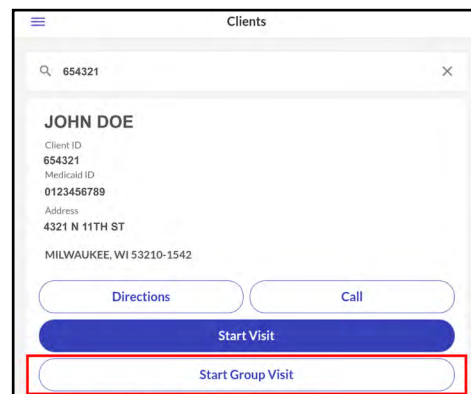 Clients
654321
JOHN DOE
Client ID
654321
Medicaid ID
0123456789
Address
4321 N 11TH ST
MILWAUKEE, WI 53210-1542
Directions
Call
Start Visit
Start Group Visit